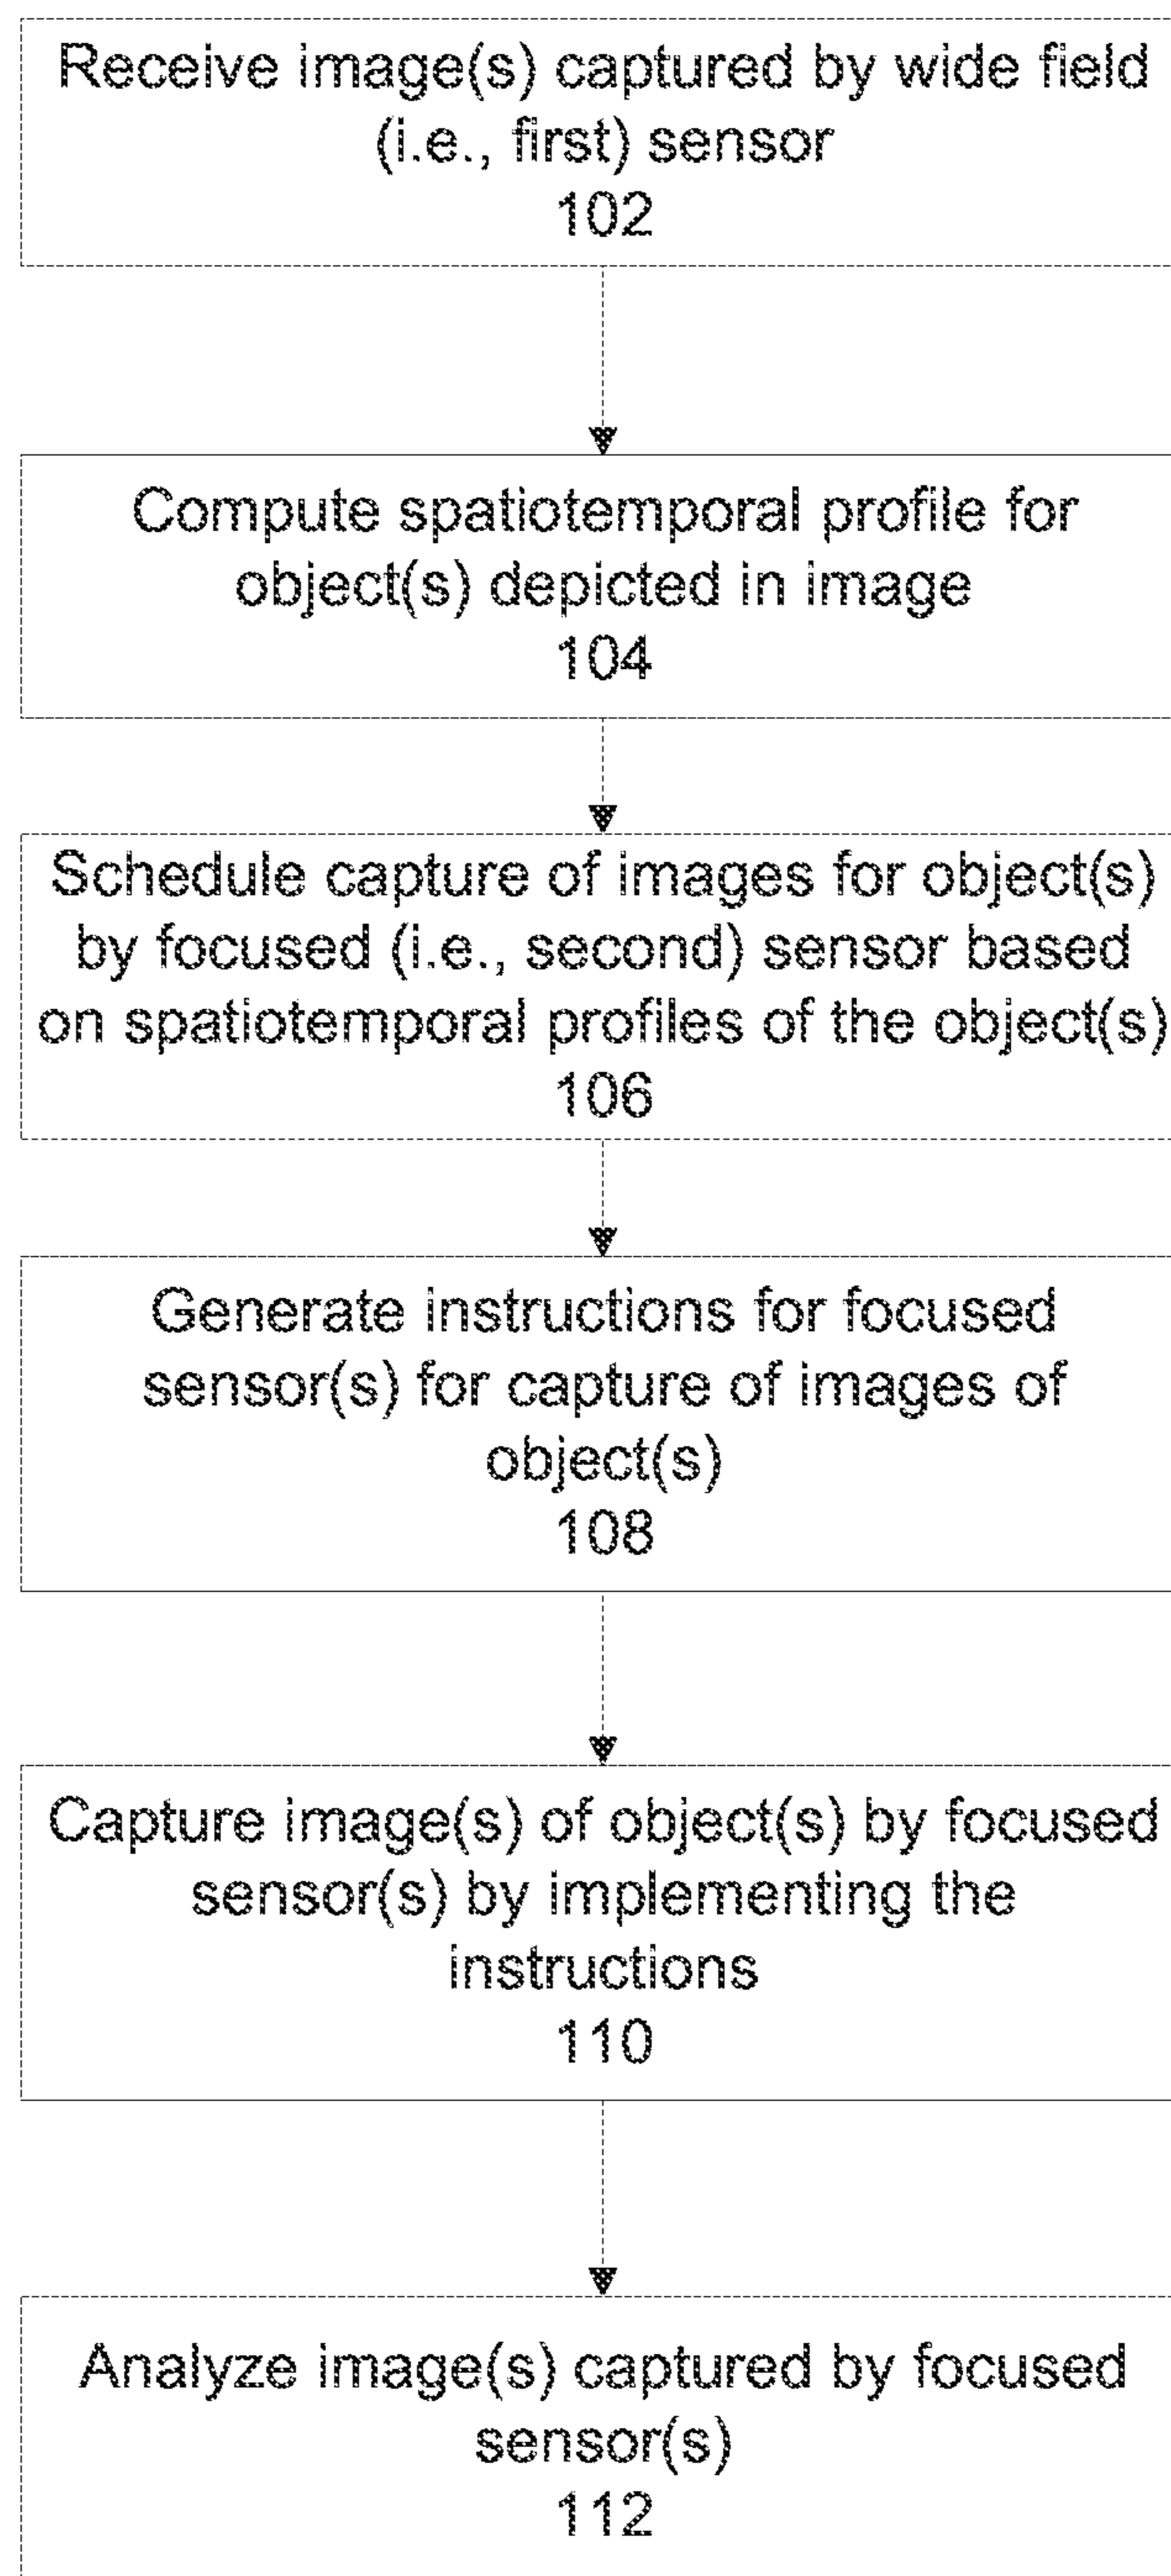 Receive image(s) captured by wide field
(i.e., first) sensor
102
Compute spatiotemporal profile for
object(s) depicted in image
104
Schedule capture of images for object(s)
by focused (i.e., second) sensor based
on spatiotemporal profiles of the object(s)
106
Generate instructions for focused
sensor(s) for capture of images of
object(s)
108
Capture image(s) of object(s) by focused
sensor(s) by implementing the
instructions
110
Analyze image(s) captured by focused
sensor(s)
112